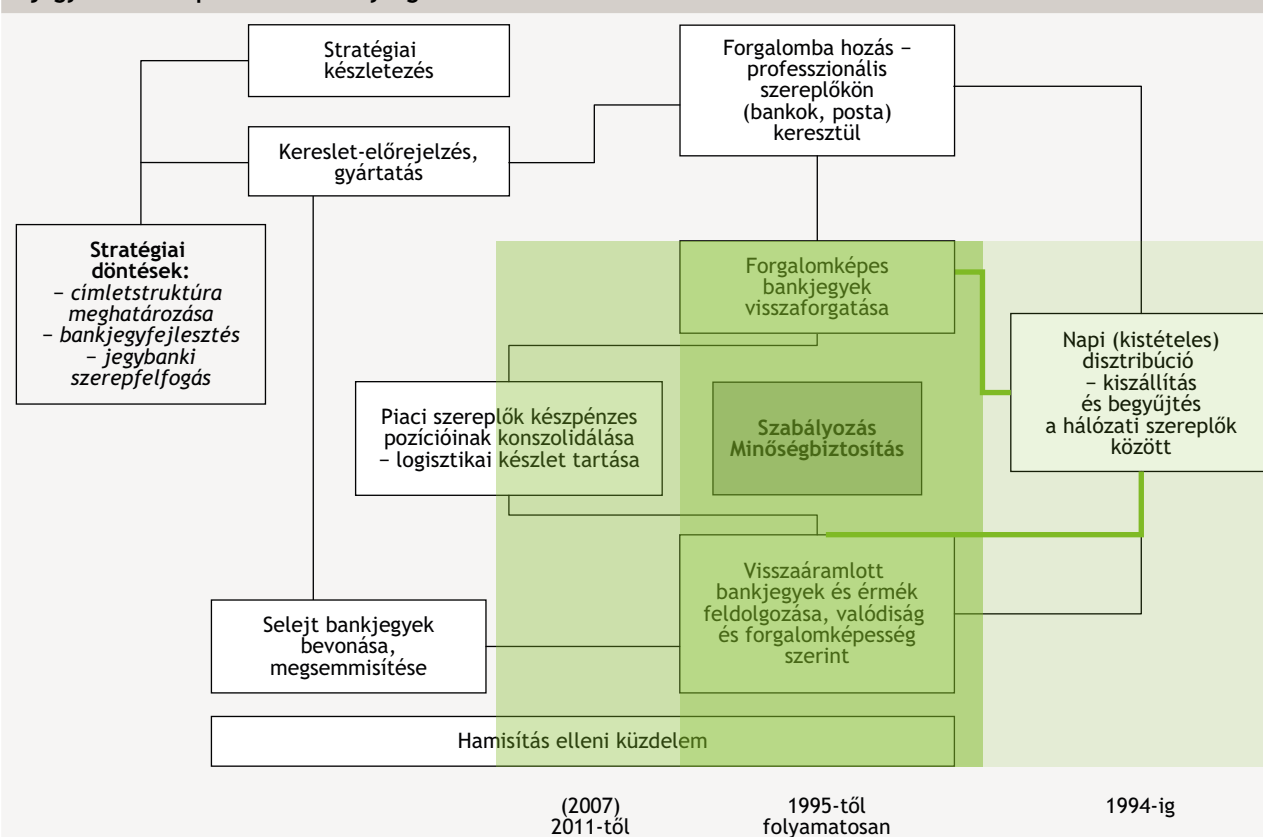 Stratégiai
készletezés
Forgalomba hozás –
professzionális
szereplőkön
(bankok, posta)
keresztül
Kereslet-előrejelzés,
gyártatás
Stratégiai
döntések:
– címletstruktúra
meghatározása
– bankjegyfejlesztés
– jegybanki
szerepfelfogás
Forgalomképes
bankjegyek
visszaforgatása
Napi (kistételes)
disztribúció
– kiszállítás
és begyűjtés
a hálózati szereplők
között
Piaci szereplők készpénzes
pozícióinak konszolidálása
– logisztikai készlet tartása
Szabályozás
Minőségbiztosítás
Visszaáramlott
bankjegyek és érmék
feldolgozása, valódiság
és forgalomképesség
szerint
Selejt bankjegyek
bevonása,
megsemmisítése
Hamisítás elleni küzdelem
(2007)
2011-től
1995-től
folyamatosan
1994-ig